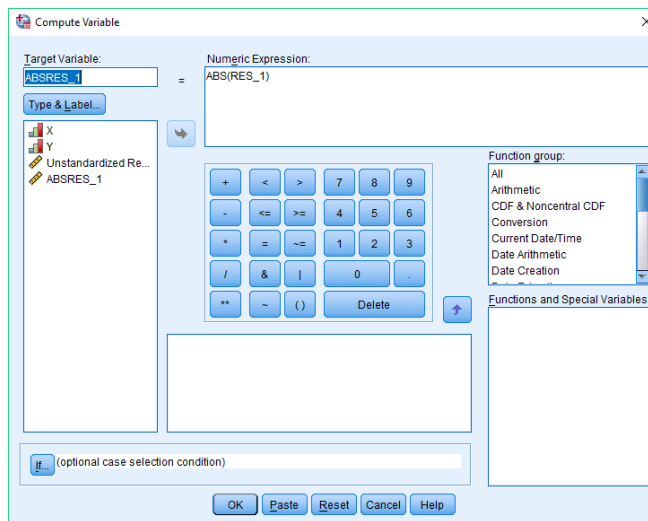 Compute Variable
Target Variable:
ABSRES_1
=
Numeric Expression:
ABS(RES_1)
Type & Label...
X
Y
Unstandardized Re...
ABSRES_1
+ < > 7 8 9
- <= >= 4 5 6
* = ~= 1 2 3
/ & | 0 .
** ~ ( ) Delete
Function group:
All
Arithmetic
CDF & Noncentral CDF
Conversion
Current Date/Time
Date Arithmetic
Date Creation
Functions and Special Variables
If...
(optional case selection condition)
OK Paste Reset Cancel Help